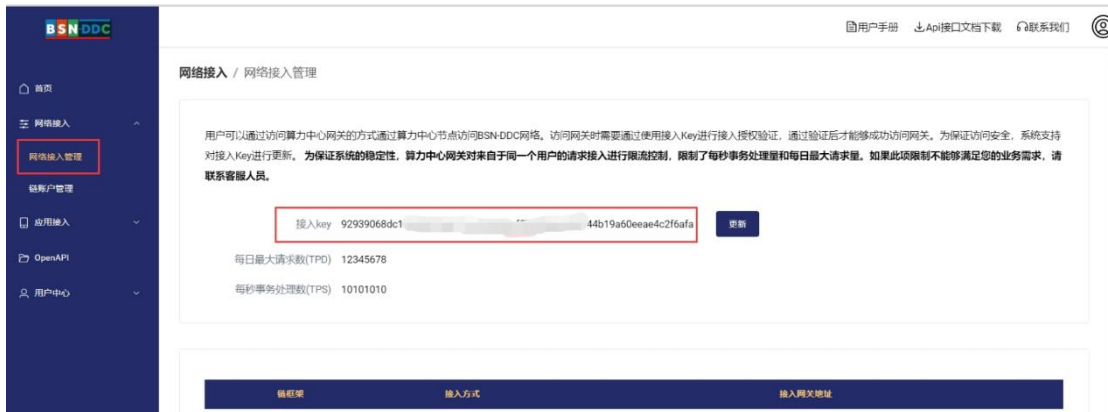 BSN DDC
用户手册 Api接口文档下载 联系我们
网络接入 / 网络接入管理
首页
网络接入
网络接入管理
链账户管理
应用接入
OpenAPI
用户中心
用户可以通过访问算力中心网关的方式通过算力中心节点访问BSN-DDC网络。访问网关时需要通过使用接入Key进行接入授权验证，通过验证后才能够成功访问网关。为保证访问安全，系统支持
对接入Key进行更新。为保证系统的稳定性，算力中心网关对来自于同一个用户的请求接入进行限流控制，限制了每秒事务处理量和每日最大请求量。如果此项限制不能够满足您的业务需求，请
联系客服人员。
接入key 92939068dc1 44b19a60eeae4c2f6afa 更新
每日最大请求数(TPD) 12345678
每秒事务处理数(TPS) 10101010
链框架 接入方式 接入网关地址